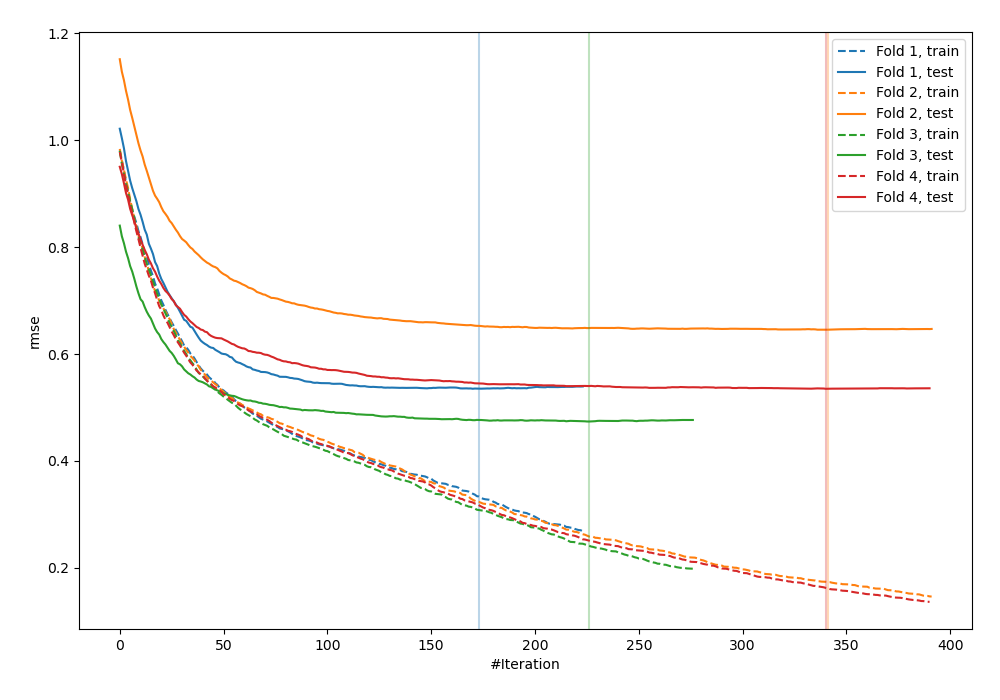 1.2
1.0
0.8
0.6
0.4
0.2
rmse
0
50
100
150
200
250
300
350
400
#Iteration
Fold 1, train
Fold 1, test
Fold 2, train
Fold 2, test
Fold 3, train
Fold 3, test
Fold 4, train
Fold 4, test